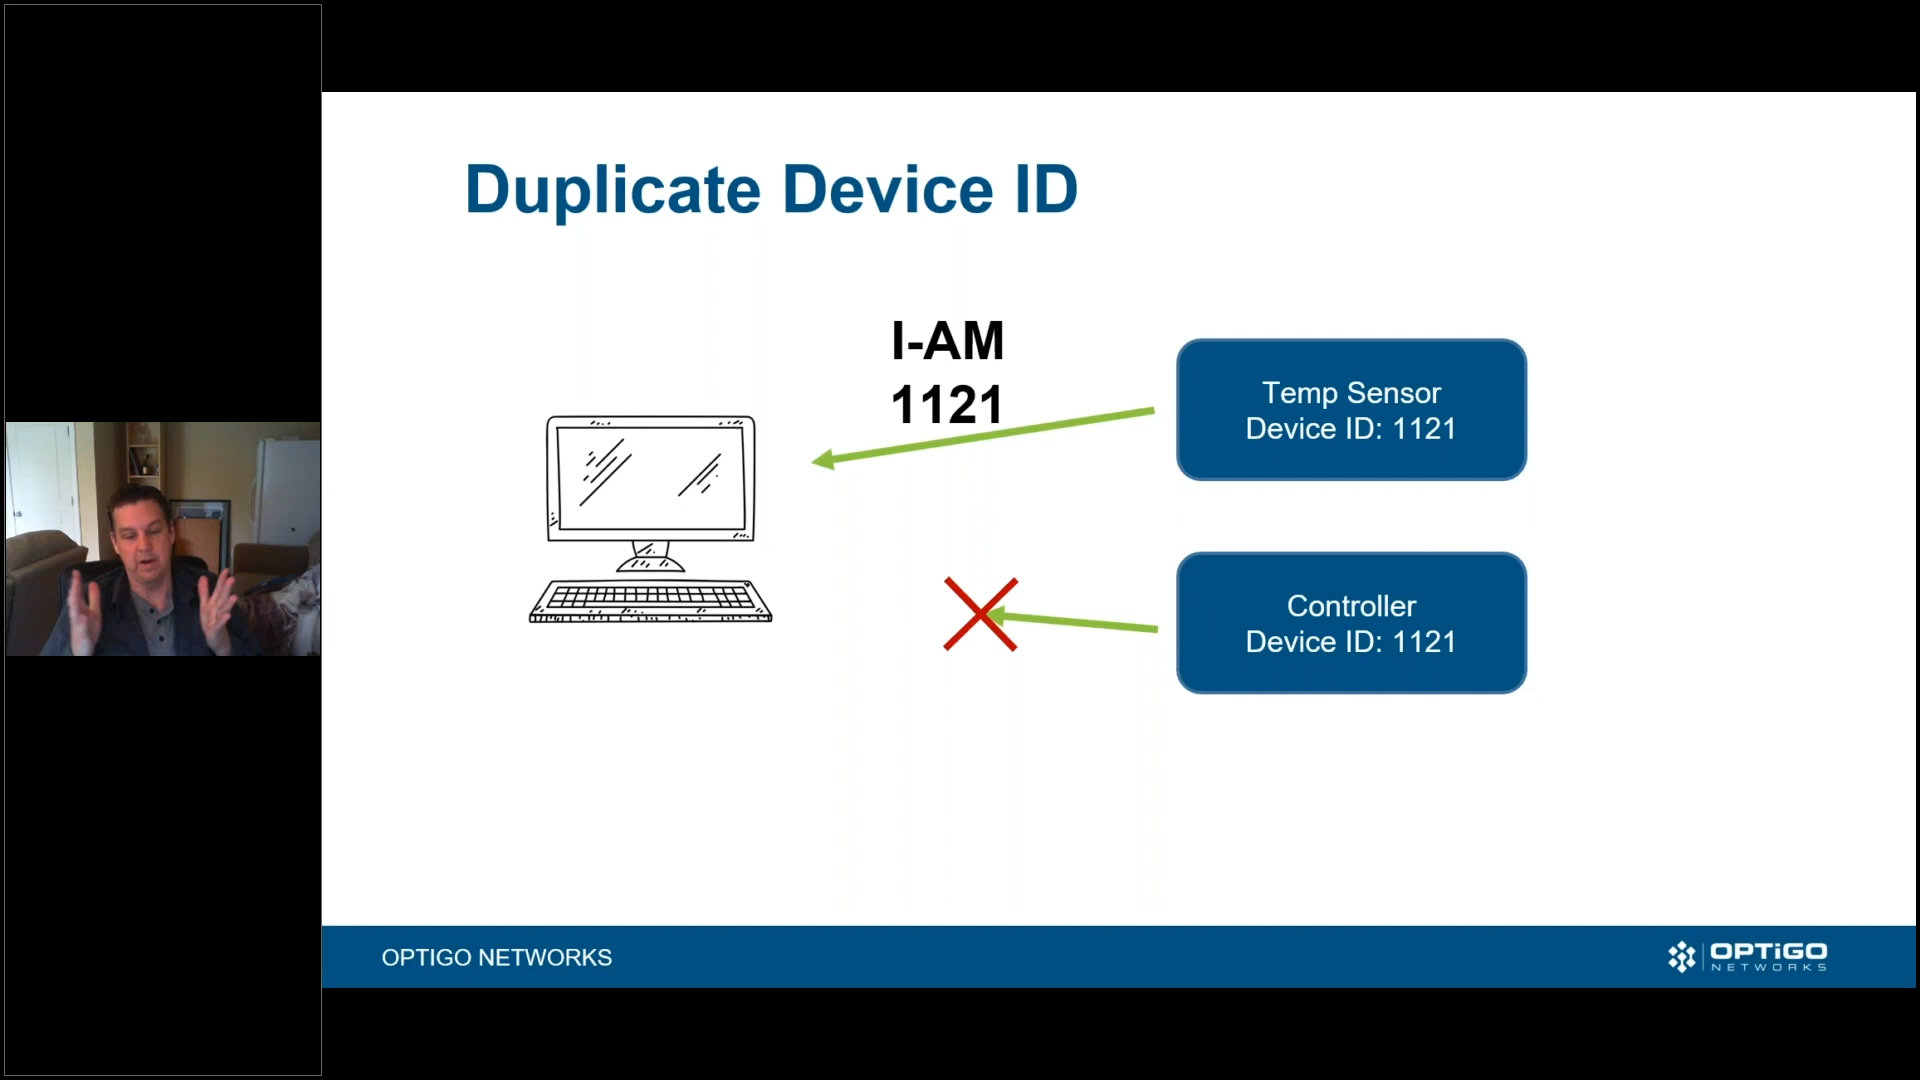 Duplicate Device ID
I-AM
1121
Temp Sensor
Device ID: 1121
Controller
Device ID: 1121
OPTIGO NETWORKS
OPTiGO
NETWORKS